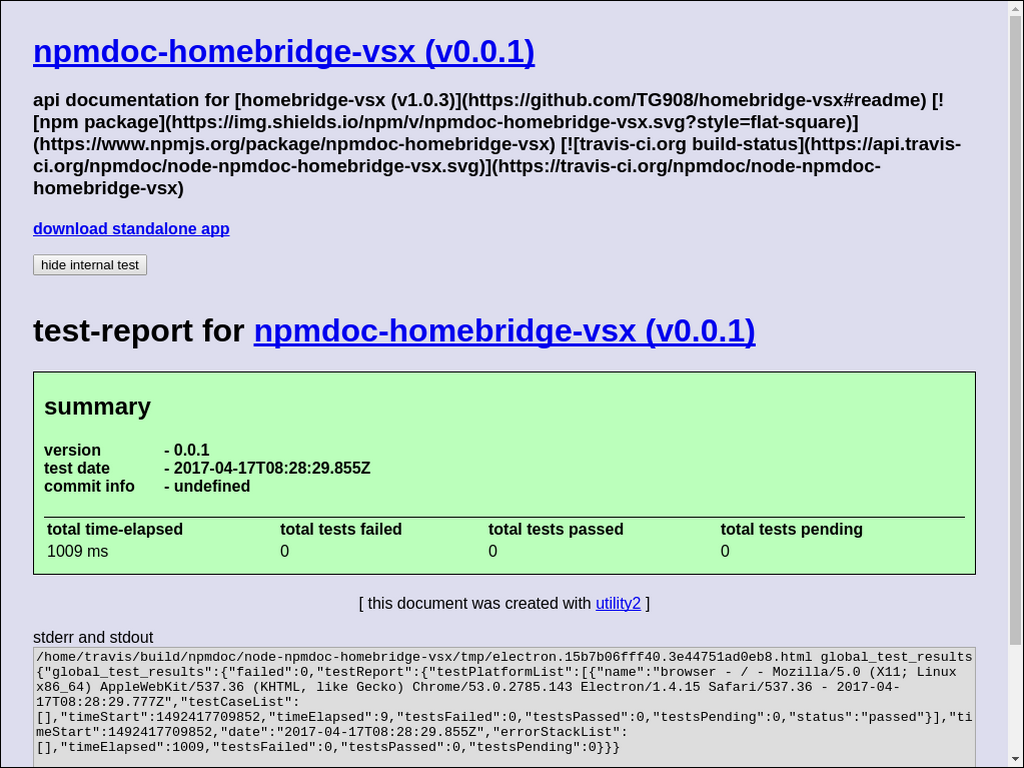 npmdoc-homebridge-vsx (v0.0.1)
api documentation for [homebridge-vsx (v1.0.3)](https://github.com/TG908/homebridge-vsx#readme) [!
[npm package](https://img.shields.io/npm/v/npmdoc-homebridge-vsx.svg?style=flat-square)]
(https://www.npmjs.org/package/npmdoc-homebridge-vsx) [![travis-ci.org build-status](https://api.travis-
ci.org/npmdoc/node-npmdoc-homebridge-vsx.svg)](https://travis-ci.org/npmdoc/node-npmdoc-
homebridge-vsx)
download standalone app
hide internal test
test-report for npmdoc-homebridge-vsx (v0.0.1)
summary
version - 0.0.1
test date - 2017-04-17T08:28:29.855Z
commit info - undefined
total time-elapsed total tests failed total tests passed total tests pending
1009 ms 0 0 0
[ this document was created with utility2 ]
stderr and stdout
/home/travis/build/npmdoc/node-npmdoc-homebridge-vsx/tmp/electron.15b7b06fff40.3e44751ad0eb8.html global_test_results
{"global_test_results":{"failed":0,"testReport":{"testPlatformList":[{"name":"browser - / - Mozilla/5.0 (X11; Linux
x86_64) AppleWebKit/537.36 (KHTML, like Gecko) Chrome/53.0.2785.143 Electron/1.4.15 Safari/537.36 - 2017-04-
17T08:28:29.777Z","testCaseList":
[],"timeStart":1492417709852,"timeElapsed":9,"testsFailed":0,"testsPassed":0,"testsPending":0,"status":"passed"}],"ti
meStart":1492417709852,"date":"2017-04-17T08:28:29.855Z","errorStackList":
[],"timeElapsed":1009,"testsFailed":0,"testsPassed":0,"testsPending":0}}}